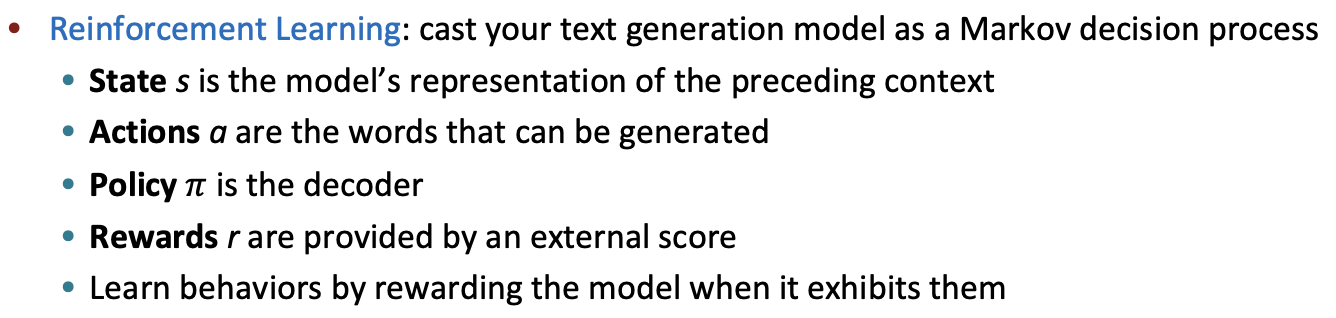 • Reinforcement Learning: cast your text generation model as a Markov decision process
• State s is the model’s representation of the preceding context
• Actions a are the words that can be generated
• Policy π is the decoder
• Rewards r are provided by an external score
• Learn behaviors by rewarding the model when it exhibits them